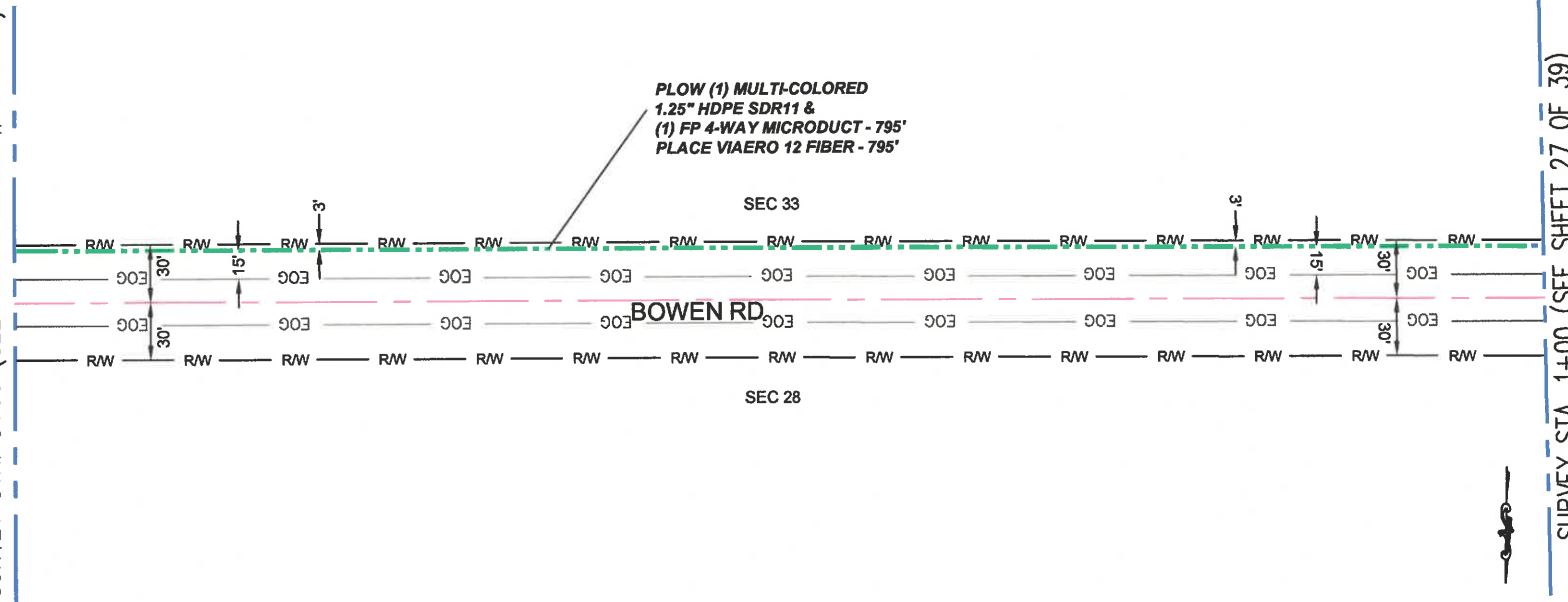 PLOW (1) MULTI-COLORED
1.25" HDPE SDR11 &
(1) FP 4-WAY MICRODUCT - 795'
PLACE VIAERO 12 FIBER - 795'
SEC 33
3' 3'
R/W R/W R/W R/W R/W R/W R/W R/W R/W R/W R/W R/W R/W R/W R/W
30' 15' 15' 30'
EOG EOG EOG EOG EOG EOG EOG EOG EOG
BOWEN RD
EOG EOG EOG EOG EOG EOG EOG EOG EOG
30' 30'
R/W R/W R/W R/W R/W R/W R/W R/W R/W R/W R/W R/W R/W R/W R/W
SEC 28
SURVEY STA 1+00 (SEE SHEET 27 OF 39)